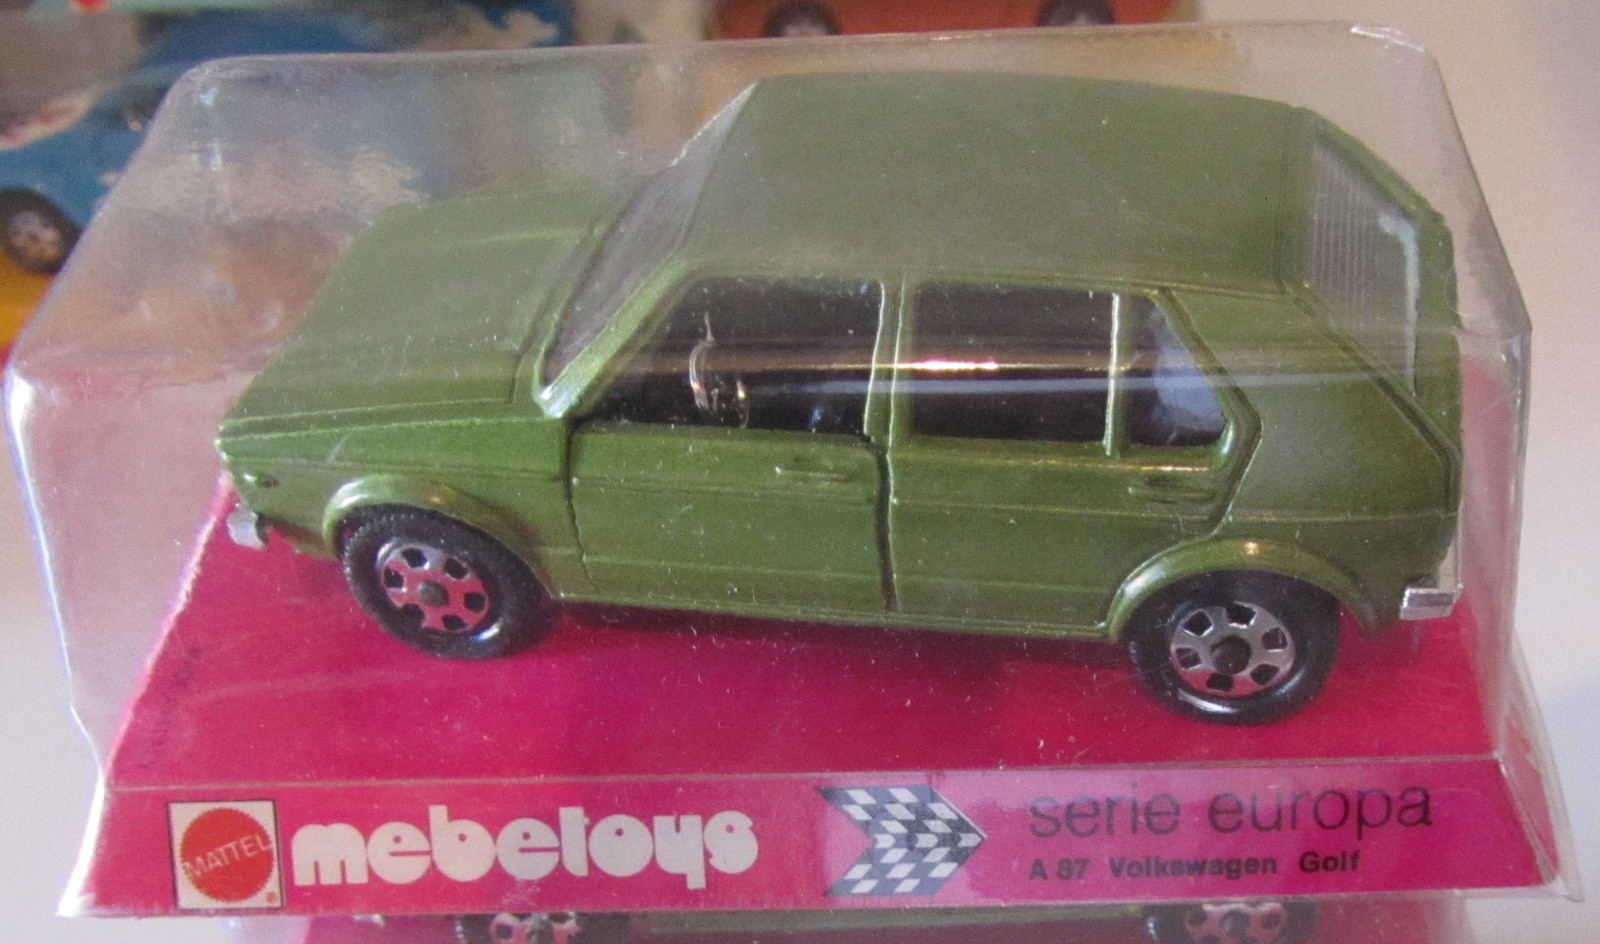 MATTEL
®
mebetoys
serie europa
A 87 Volkswagen Golf